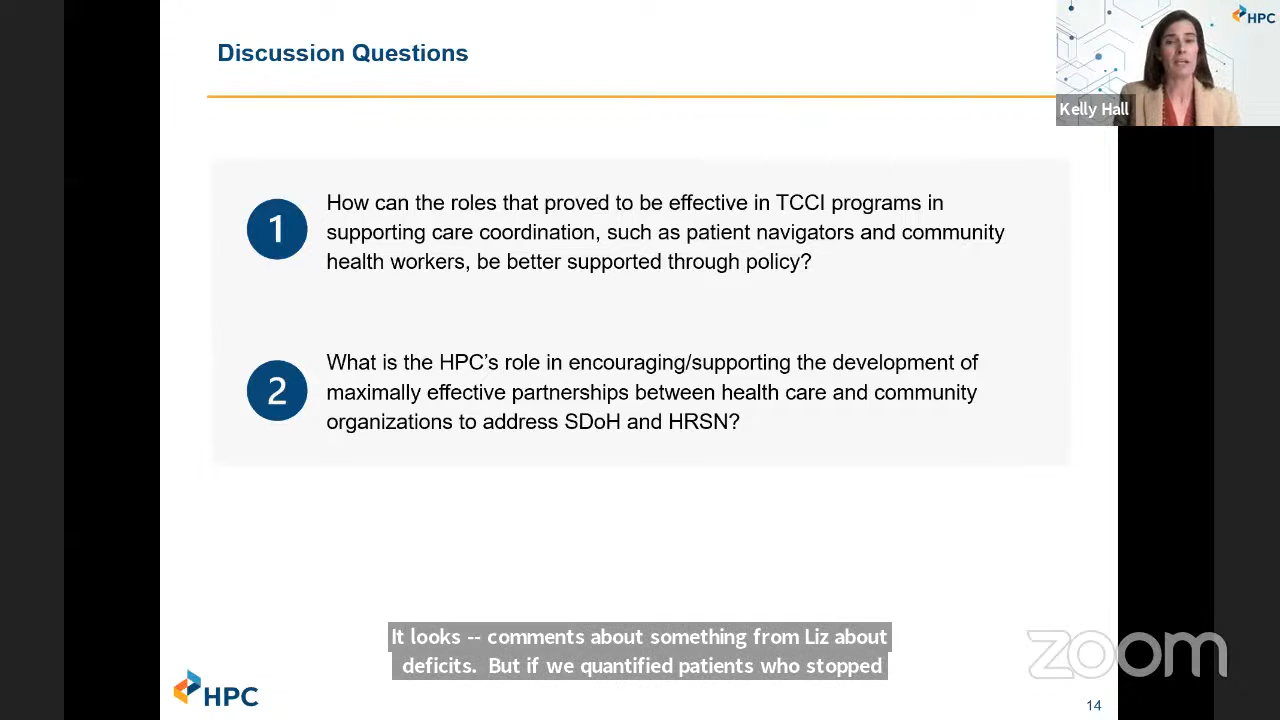 Discussion Questions
HPC
Kelly Hall
1
How can the roles that proved to be effective in TCCI programs in
supporting care coordination, such as patient navigators and community
health workers, be better supported through policy?
2
What is the HPC’s role in encouraging/supporting the development of
maximally effective partnerships between health care and community
organizations to address SDoH and HRSN?
It looks -- comments about something from Liz about
deficits.  But if we quantified patients who stopped
zoom
HPC
14